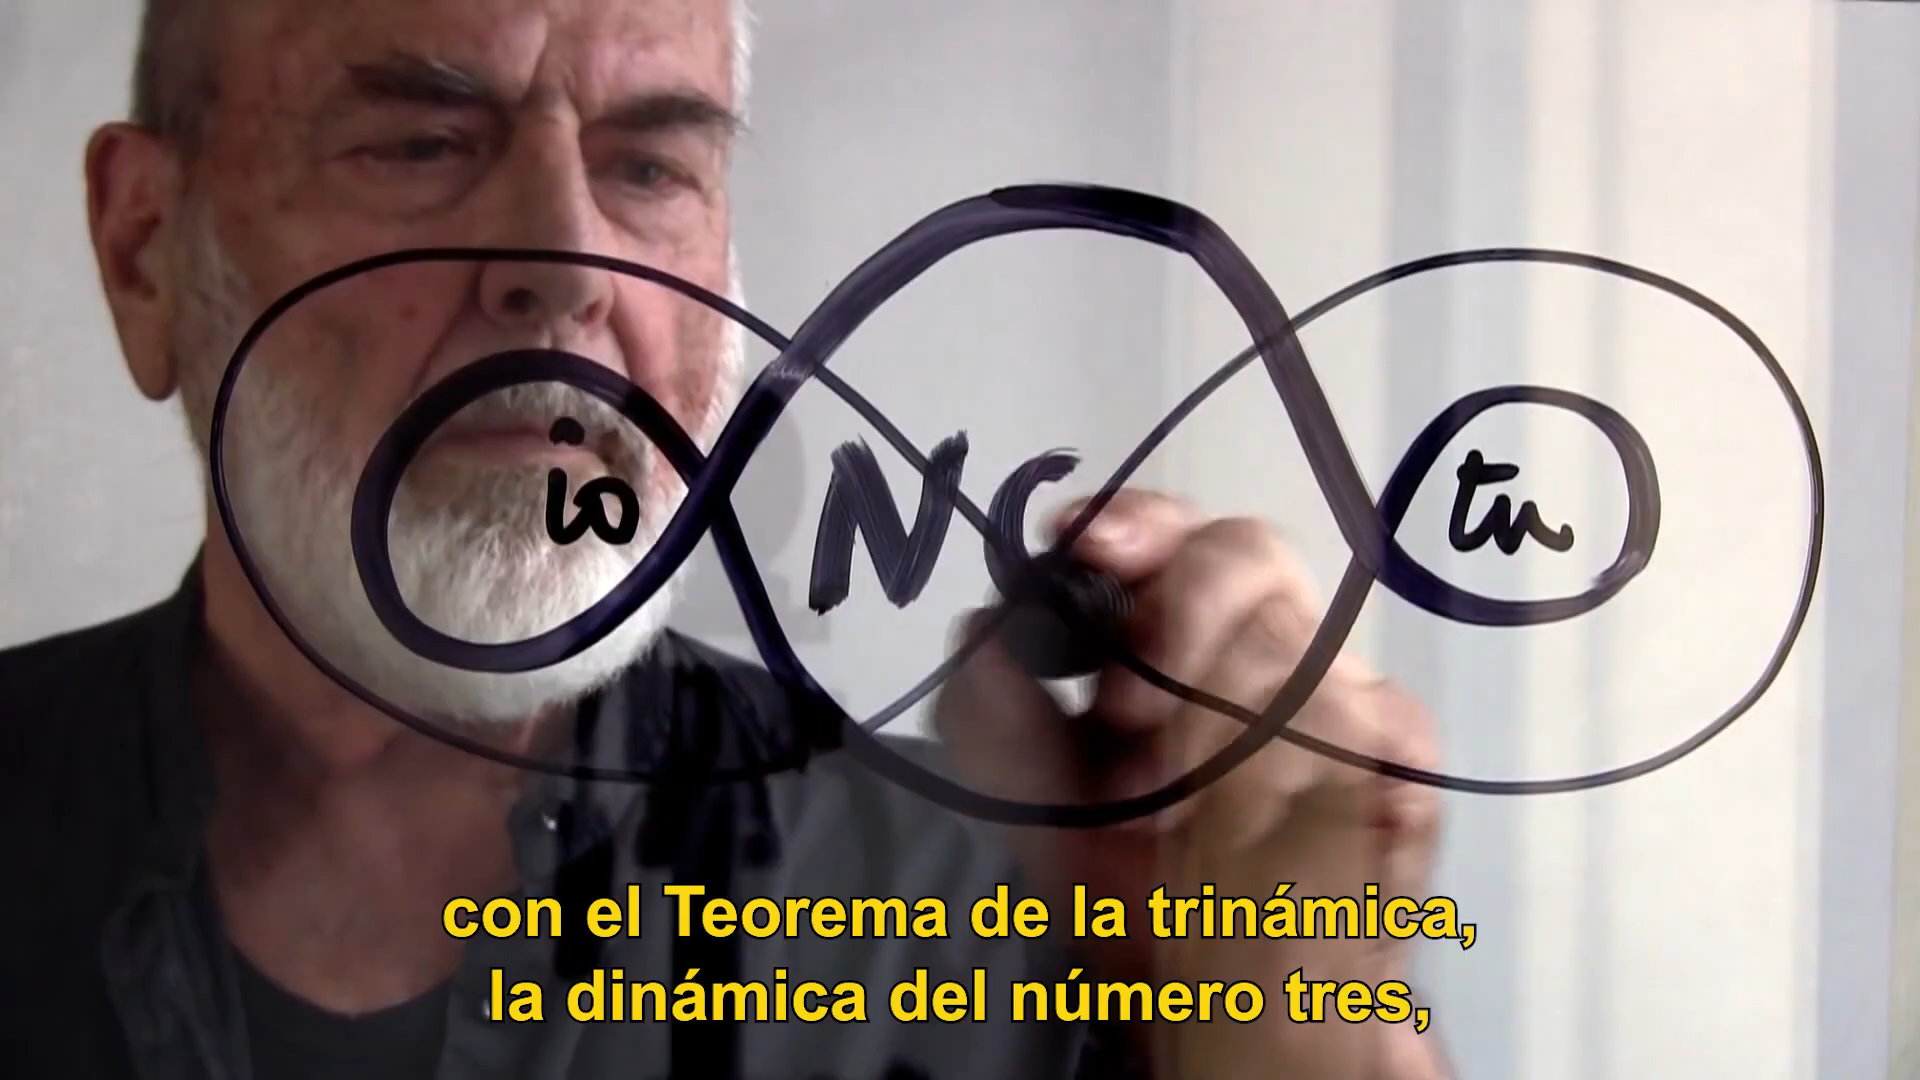 io NC tu
con el Teorema de la trinámica,
la dinámica del número tres,